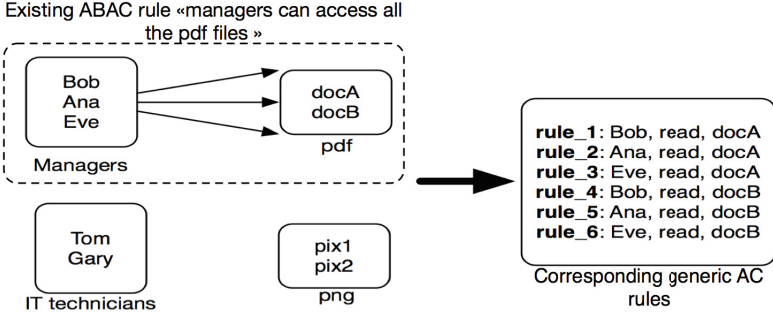 Existing ABAC rule «managers can access all
the pdf files »
Bob
Ana
Eve
Managers
docA
docB
pdf
Tom
Gary
IT technicians
pix1
pix2
png
rule_1: Bob, read, docA
rule_2: Ana, read, docA
rule_3: Eve, read, docA
rule_4: Bob, read, docB
rule_5: Ana, read, docB
rule_6: Eve, read, docB
Corresponding generic AC
rules